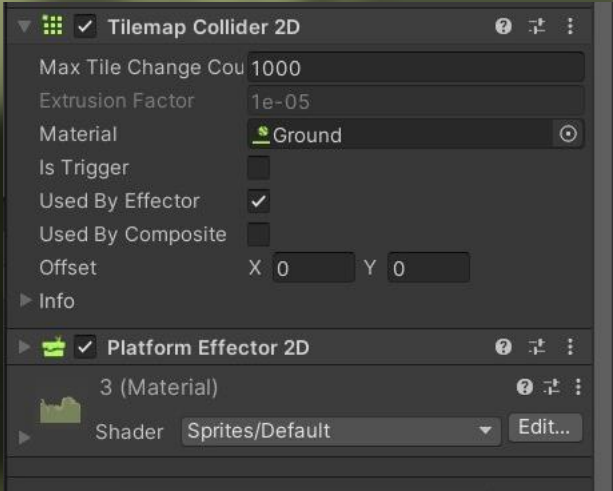 Tilemap Collider 2D
Max Tile Change Cou 1000
Extrusion Factor 1e-05
Material Ground
Is Trigger
Used By Effector
Used By Composite
Offset X 0 Y 0
Info
Platform Effector 2D
3 (Material)
Shader Sprites/Default Edit...